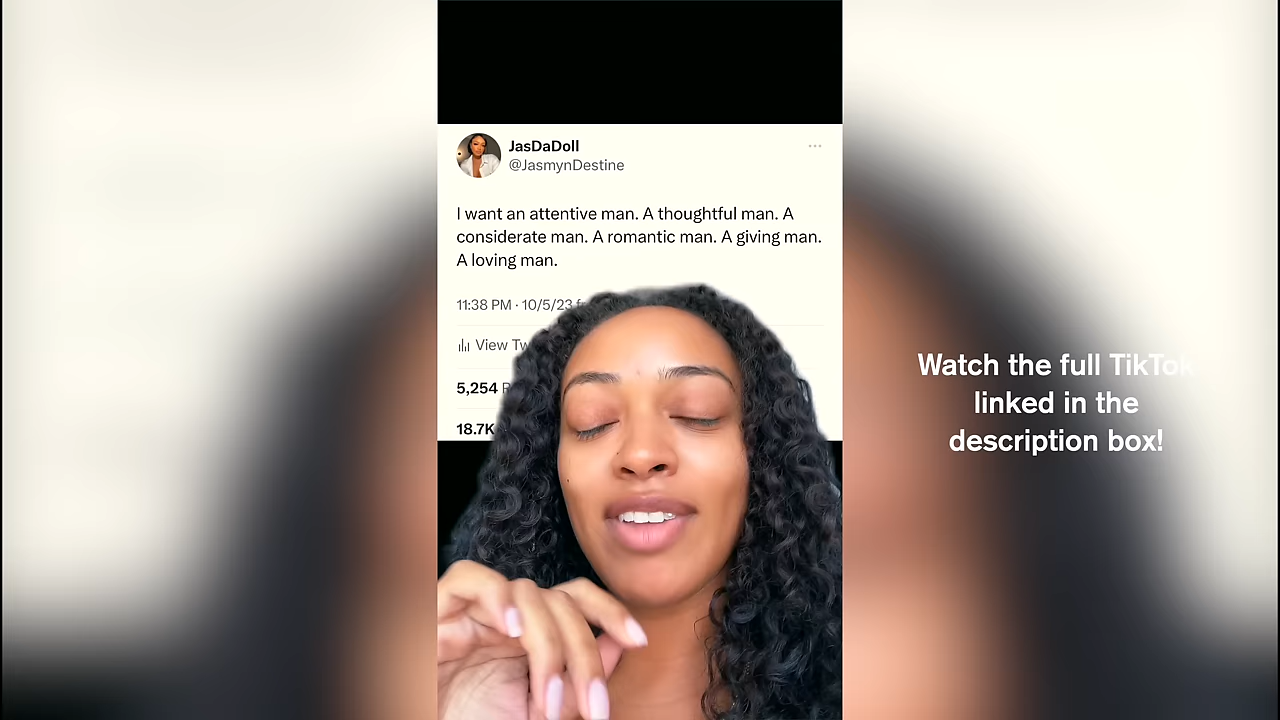 JasDaDoll
@JasmynDestine
I want an attentive man. A thoughtful man. A
considerate man. A romantic man. A giving man.
A loving man.
11:38 PM · 10/5/23
View
5,254
18.7K
Watch the full TikTok
linked in the
description box!